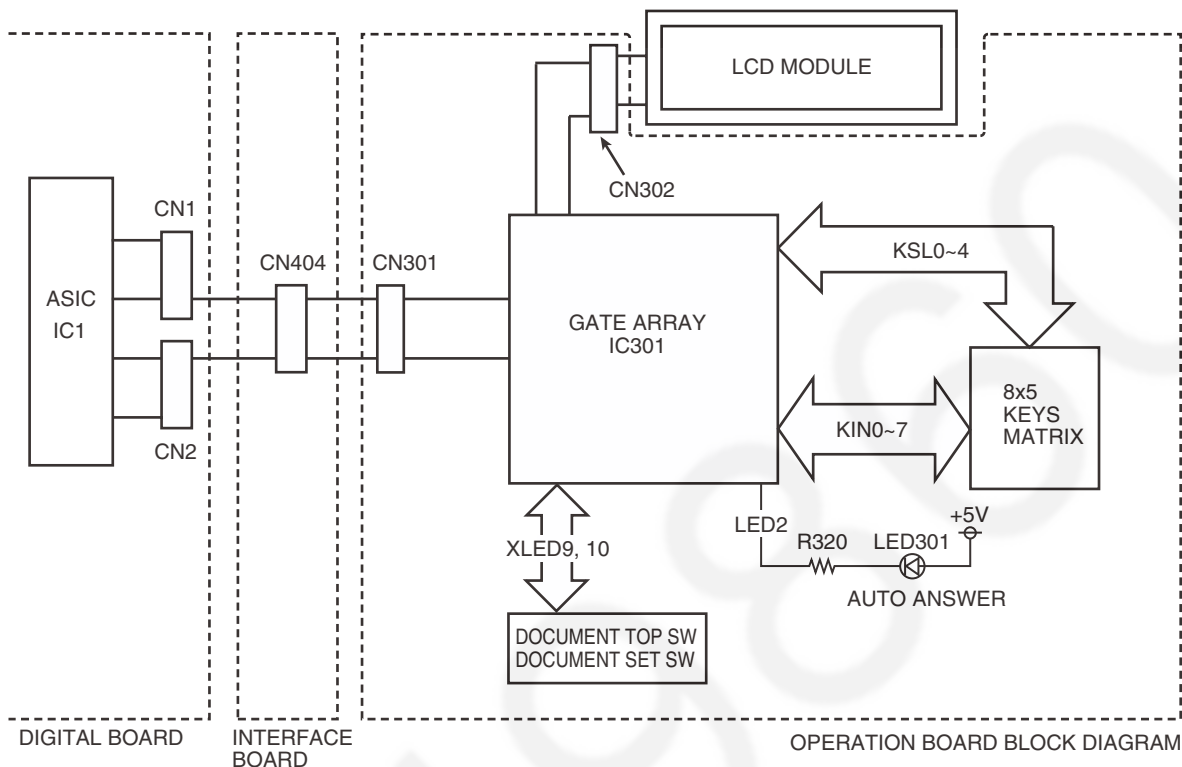 LCD MODULE
CN302
CN1
CN404
CN301
KSL0~4
ASIC
IC1
GATE ARRAY
IC301
8x5
KEYS
MATRIX
KIN0~7
CN2
LED2
+5V
XLED9, 10
R320
LED301
AUTO ANSWER
DOCUMENT TOP SW
DOCUMENT SET SW
DIGITAL BOARD
INTERFACE
BOARD
OPERATION BOARD BLOCK DIAGRAM